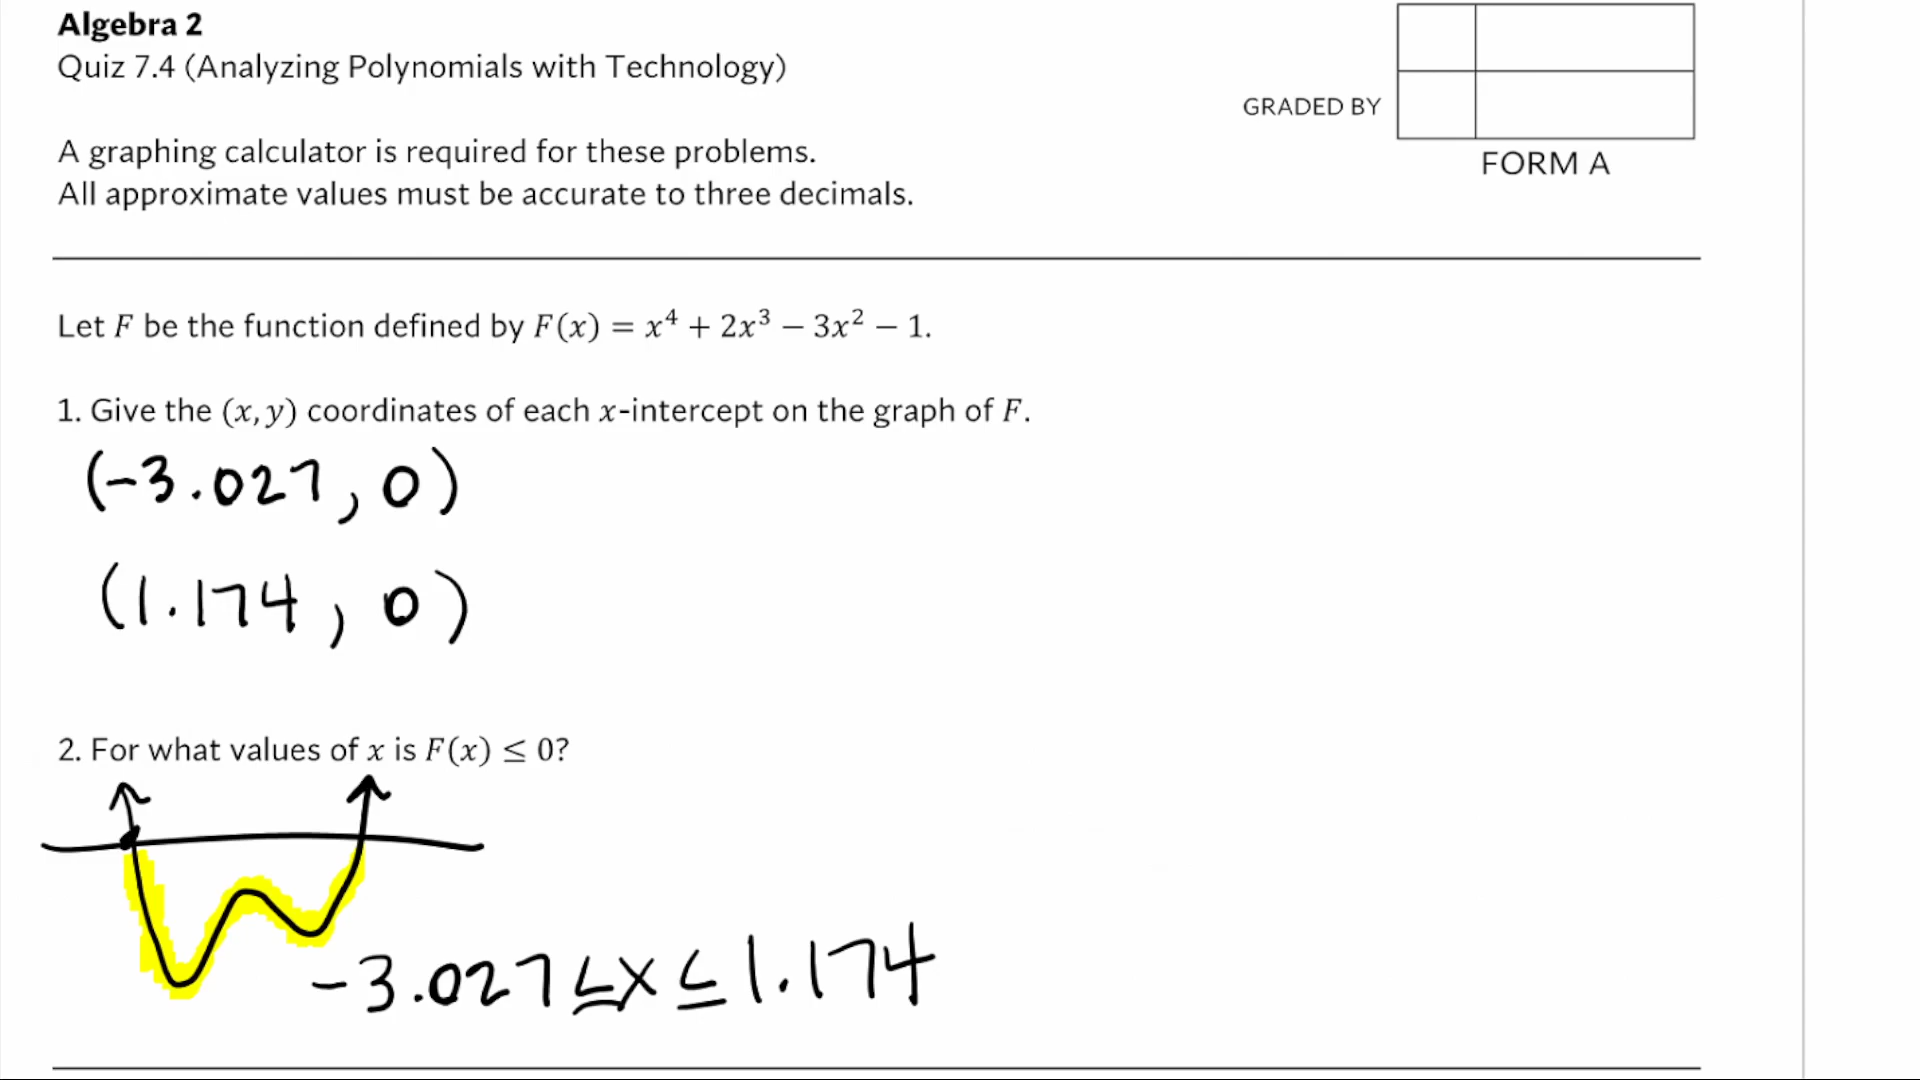 Algebra 2
Quiz 7.4 (Analyzing Polynomials with Technology)
GRADED BY
A graphing calculator is required for these problems.
All approximate values must be accurate to three decimals.
FORM A
Let F be the function defined by F(x) = x⁴ + 2x³ − 3x² − 1.
1. Give the (x, y) coordinates of each x-intercept on the graph of F.
(-3.027, 0)
(1.174, 0)
2. For what values of x is F(x) ≤ 0?
-3.027 ≤ x ≤ 1.174